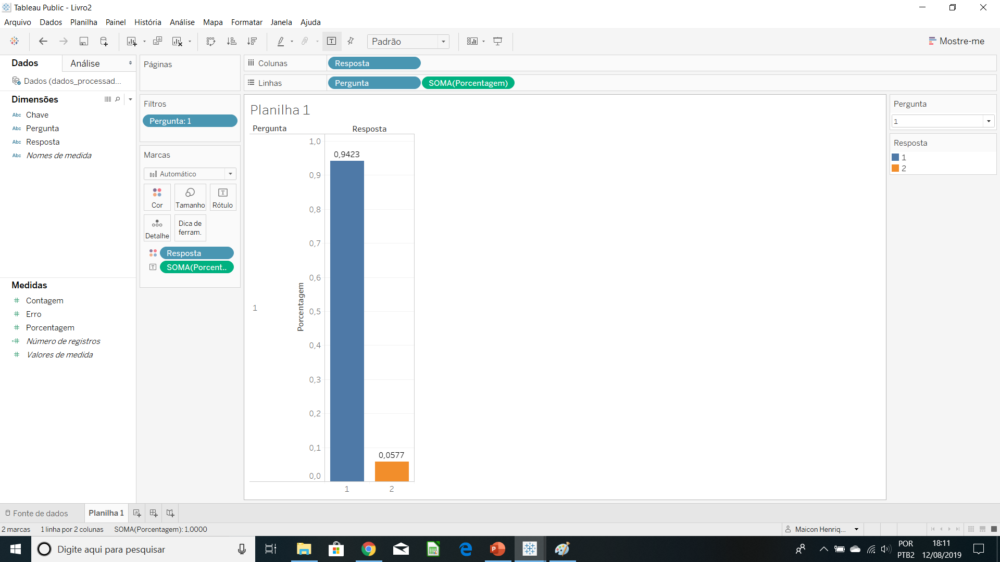 Tableau Public - Livro2
Arquivo Dados Planilha Painel História Análise Mapa Formatar Janela Ajuda
Padrão
Mostre-me
Dados Análise
Dados (dados_processad...
Dimensões
Abc Chave
Abc Pergunta
Abc Resposta
Abc Nomes de medida
Medidas
Contagem
Erro
Porcentagem
Número de registros
Valores de medida
Páginas
Filtros
Pergunta: 1
Marcas
Automático
Cor Tamanho Rótulo
Detalhe Dica de ferram.
Resposta
SOMA(Porcent..
Colunas Resposta
Linhas Pergunta SOMA(Porcentagem)
Planilha 1
Pergunta Resposta
1,0
0,9423
0,9
0,8
0,7
0,6
0,5
0,4
0,3
0,2
0,1
0,0577
0,0
1
Porcentagem
1 2
Pergunta
1
Resposta
1
2
Fonte de dados Planilha 1
2 marcas 1 linha por 2 colunas SOMA(Porcentagem): 1,0000
Maicon Henriq...
Digite aqui para pesquisar
POR
PTB2
18:11
12/08/2019